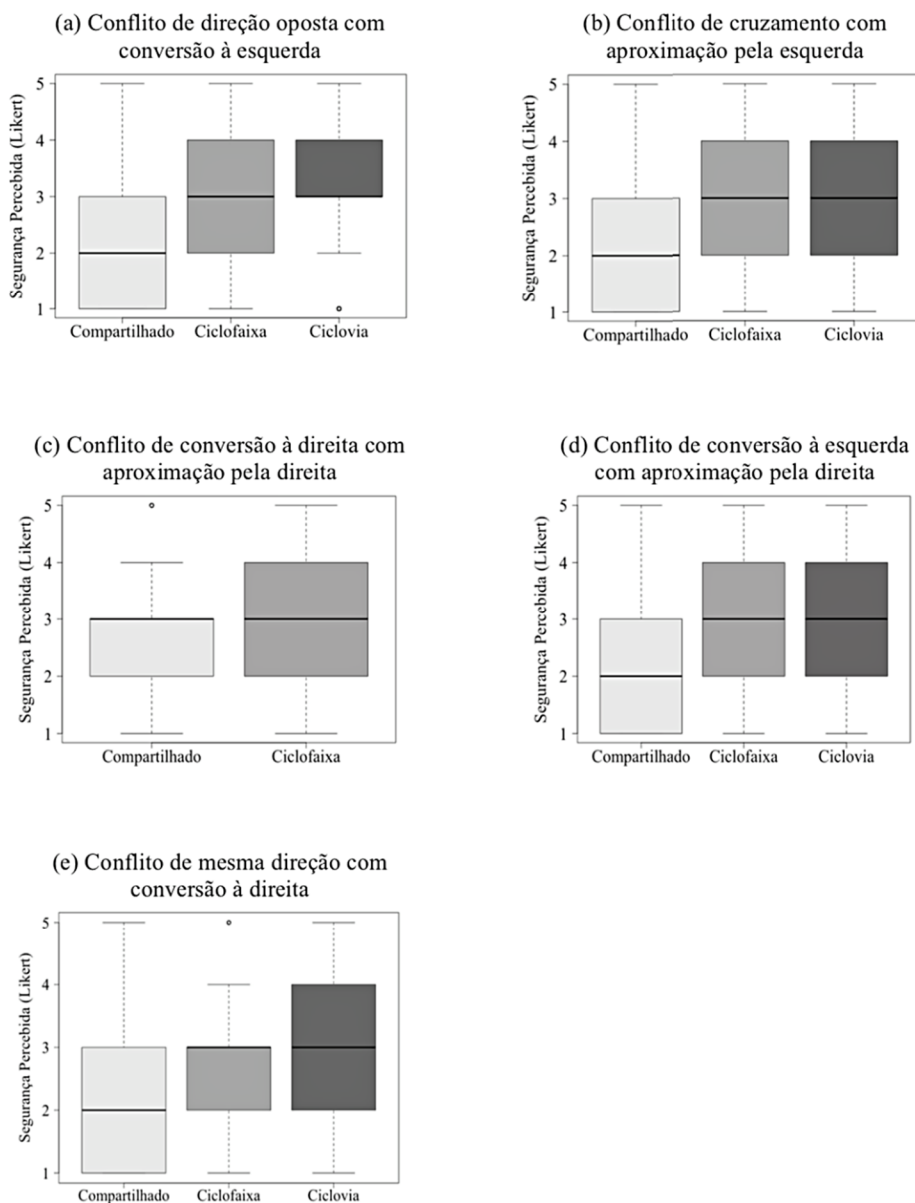 (a) Conflito de direção oposta com
conversão à esquerda
Segurança Percebida (Likert)
5
4
3
2
1
Compartilhado Ciclofaixa Ciclovia
(b) Conflito de cruzamento com
aproximação pela esquerda
Segurança Percebida (Likert)
5
4
3
2
1
Compartilhado Ciclofaixa Ciclovia
(c) Conflito de conversão à direita com
aproximação pela direita
Segurança Percebida (Likert)
5
4
3
2
1
Compartilhado Ciclofaixa
(d) Conflito de conversão à esquerda
com aproximação pela direita
Segurança Percebida (Likert)
5
4
3
2
1
Compartilhado Ciclofaixa Ciclovia
(e) Conflito de mesma direção com
conversão à direita
Segurança Percebida (Likert)
5
4
3
2
1
Compartilhado Ciclofaixa Ciclovia